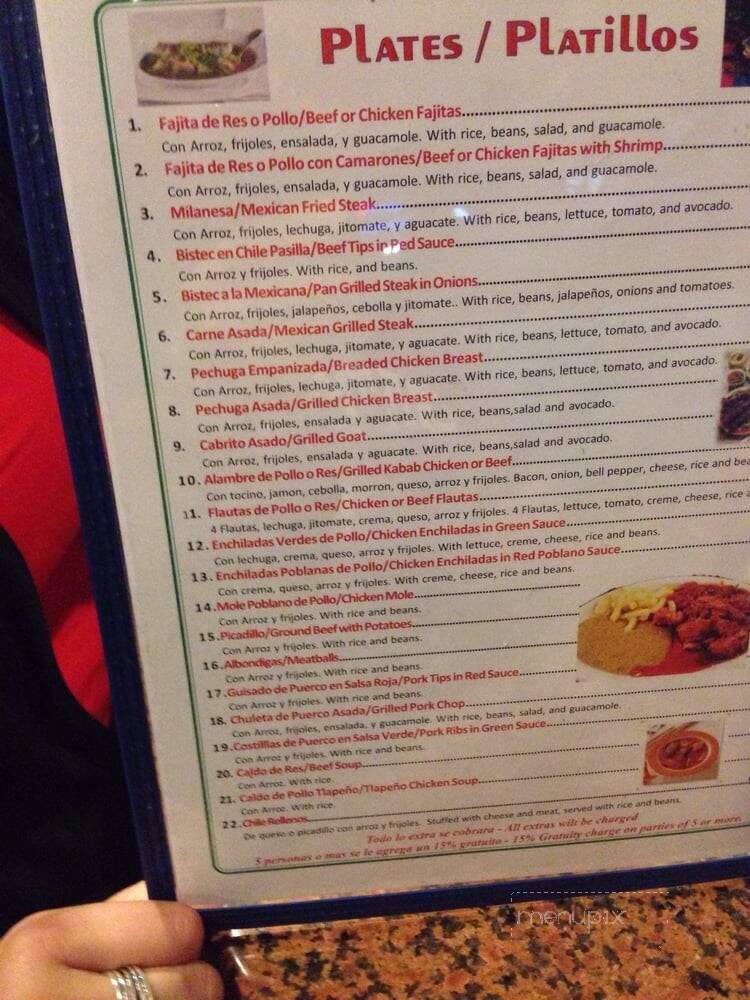 Plates / Platillos
1. Fajita de Res o Pollo/Beef or Chicken Fajitas
Con Arroz, frijoles, ensalada, y guacamole. With rice, beans, salad, and guacamole.
2. Fajita de Res o Pollo con Camarones/Beef or Chicken Fajitas with Shrimp
Con Arroz, frijoles, ensalada, y guacamole. With rice, beans, salad, and guacamole.
3. Milanesa/Mexican Fried Steak
Con Arroz, frijoles, lechuga, jitomate, y aguacate. With rice, beans, lettuce, tomato, and avocado.
4. Bistec en Chile Pasilla/Beef Tips in Red Sauce
Con Arroz y frijoles. With rice, and beans.
5. Bistec a la Mexicana/Pan Grilled Steak in Onions
Con Arroz, frijoles, jalapeños, cebolla y jitomate.. With rice, beans, jalapeños, onions and tomatoes.
6. Carne Asada/Mexican Grilled Steak
Con Arroz, frijoles, lechuga, jitomate, y aguacate. With rice, beans, lettuce, tomato, and avocado.
7. Pechuga Empanizada/Breaded Chicken Breast
Con Arroz, frijoles, lechuga, jitomate, y aguacate. With rice, beans, lettuce, tomato, and avocado.
8. Pechuga Asada/Grilled Chicken Breast
Con Arroz, frijoles, ensalada y aguacate. With rice, beans,salad and avocado.
9. Cabrito Asado/Grilled Goat
Con Arroz, frijoles, ensalada y aguacate. With rice, beans,salad and avocado.
10. Alambre de Pollo o Res/Grilled Kabab Chicken or Beef
Con tocino, jamon, cebolla, morron, queso, arroz y frijoles. Bacon, onion, bell pepper, cheese, rice and bea
11. Flautas de Pollo o Res/Chicken or Beef Flautas
4 Flautas, lechuga, jitomate, crema, queso, arroz y frijoles. 4 Flautas, lettuce, tomato, creme, cheese, rice a
12. Enchiladas Verdes de Pollo/Chicken Enchiladas in Green Sauce
Con lechuga, crema, queso, arroz y frijoles. With lettuce, creme, cheese, rice and beans.
13. Enchiladas Poblanas de Pollo/Chicken Enchiladas in Red Poblano Sauce
Con crema, queso, arroz y frijoles. With creme, cheese, rice and beans.
14. Mole Poblano de Pollo/Chicken Mole
Con Arroz y frijoles. With rice and beans.
15. Picadillo/Ground Beef with Potatoes
Con Arroz y frijoles. With rice and beans.
16. Albondigas/Meatballs
Con Arroz y frijoles. With rice and beans.
17. Guisado de Puerco en Salsa Roja/Pork Tips in Red Sauce
Con Arroz y frijoles. With rice and beans.
18. Chuleta de Puerco Asada/Grilled Pork Chop
Con Arroz, frijoles, ensalada, y guacamole. With rice, beans, salad, and guacamole.
19. Costilllas de Puerco en Salsa Verde/Pork Ribs in Green Sauce
Con Arroz y frijoles. With rice and beans.
20. Caldo de Res/Beef Soup
Con Arroz. With rice.
21. Caldo de Pollo Tlapeño/Tlapeño Chicken Soup
Con Arroz. With rice.
22. Chile Rellenos
De queso o picadillo con arroz y frijoles. Stuffed with cheese and meat, served with rice and beans.
Todo lo extra se cobrara - All extras wilt be charged
5 personas o mas se le agrega un 15% gratuito - 15% Gratuity charge on parties of 5 or more.
menupix